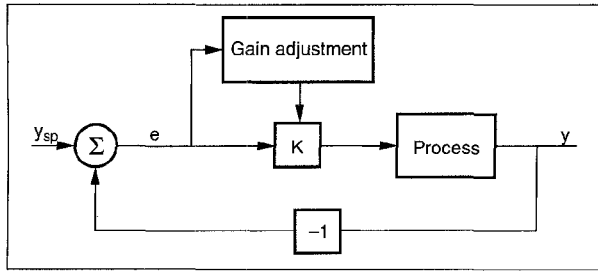 Gain adjustment
y_sp
Σ
e
K
Process
y
−1